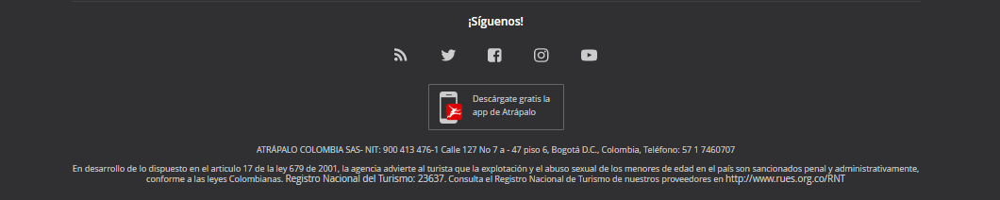 ¡Síguenos!
Descárgate gratis la
app de Atrápalo
ATRÁPALO COLOMBIA SAS- NIT: 900 413 476-1 Calle 127 No 7 a - 47 piso 6, Bogotá D.C., Colombia, Teléfono: 57 1 7460707
En desarrollo de lo dispuesto en el articulo 17 de la ley 679 de 2001, la agencia advierte al turista que la explotación y el abuso sexual de los menores de edad en el país son sancionados penal y administrativamente,
conforme a las leyes Colombianas. Registro Nacional del Turismo: 23637. Consulta el Registro Nacional de Turismo de nuestros proveedores en http://www.rues.org.co/RNT